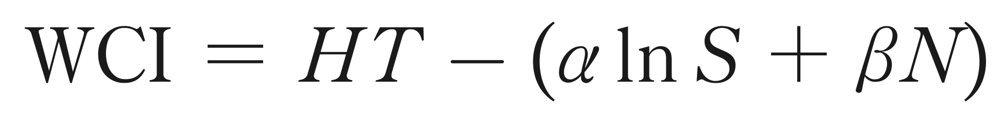 WCI = HT − (α ln S + βN)